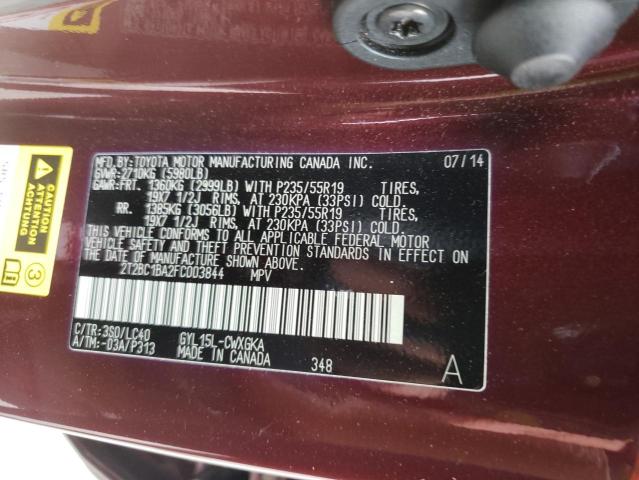 MFD. BY: TOYOTA MOTOR MANUFACTURING CANADA INC. 07/14
GVWR: 2710KG (5980LB)
GAWR: FRT. 1360KG (2999LB) WITH P235/55R19 TIRES,
19X7 1/2J RIMS, AT 230KPA (33PSI) COLD.
RR. 1385KG (3056LB) WITH P235/55R19 TIRES,
19X7 1/2J RIMS, AT 230KPA (33PSI) COLD.
THIS VEHICLE CONFORMS TO ALL APPLICABLE FEDERAL MOTOR
VEHICLE SAFETY AND THEFT PREVENTION STANDARDS IN EFFECT ON
THE DATE OF MANUFACTURE SHOWN ABOVE.
2T2BC1BA2FC003844 MPV
C/TR: 3S0/LC40 GYL15L-CWXGKA
A/TM: -03A/P313 MADE IN CANADA 348 A
CAUTION
ATTENTION
ACHTUNG
3